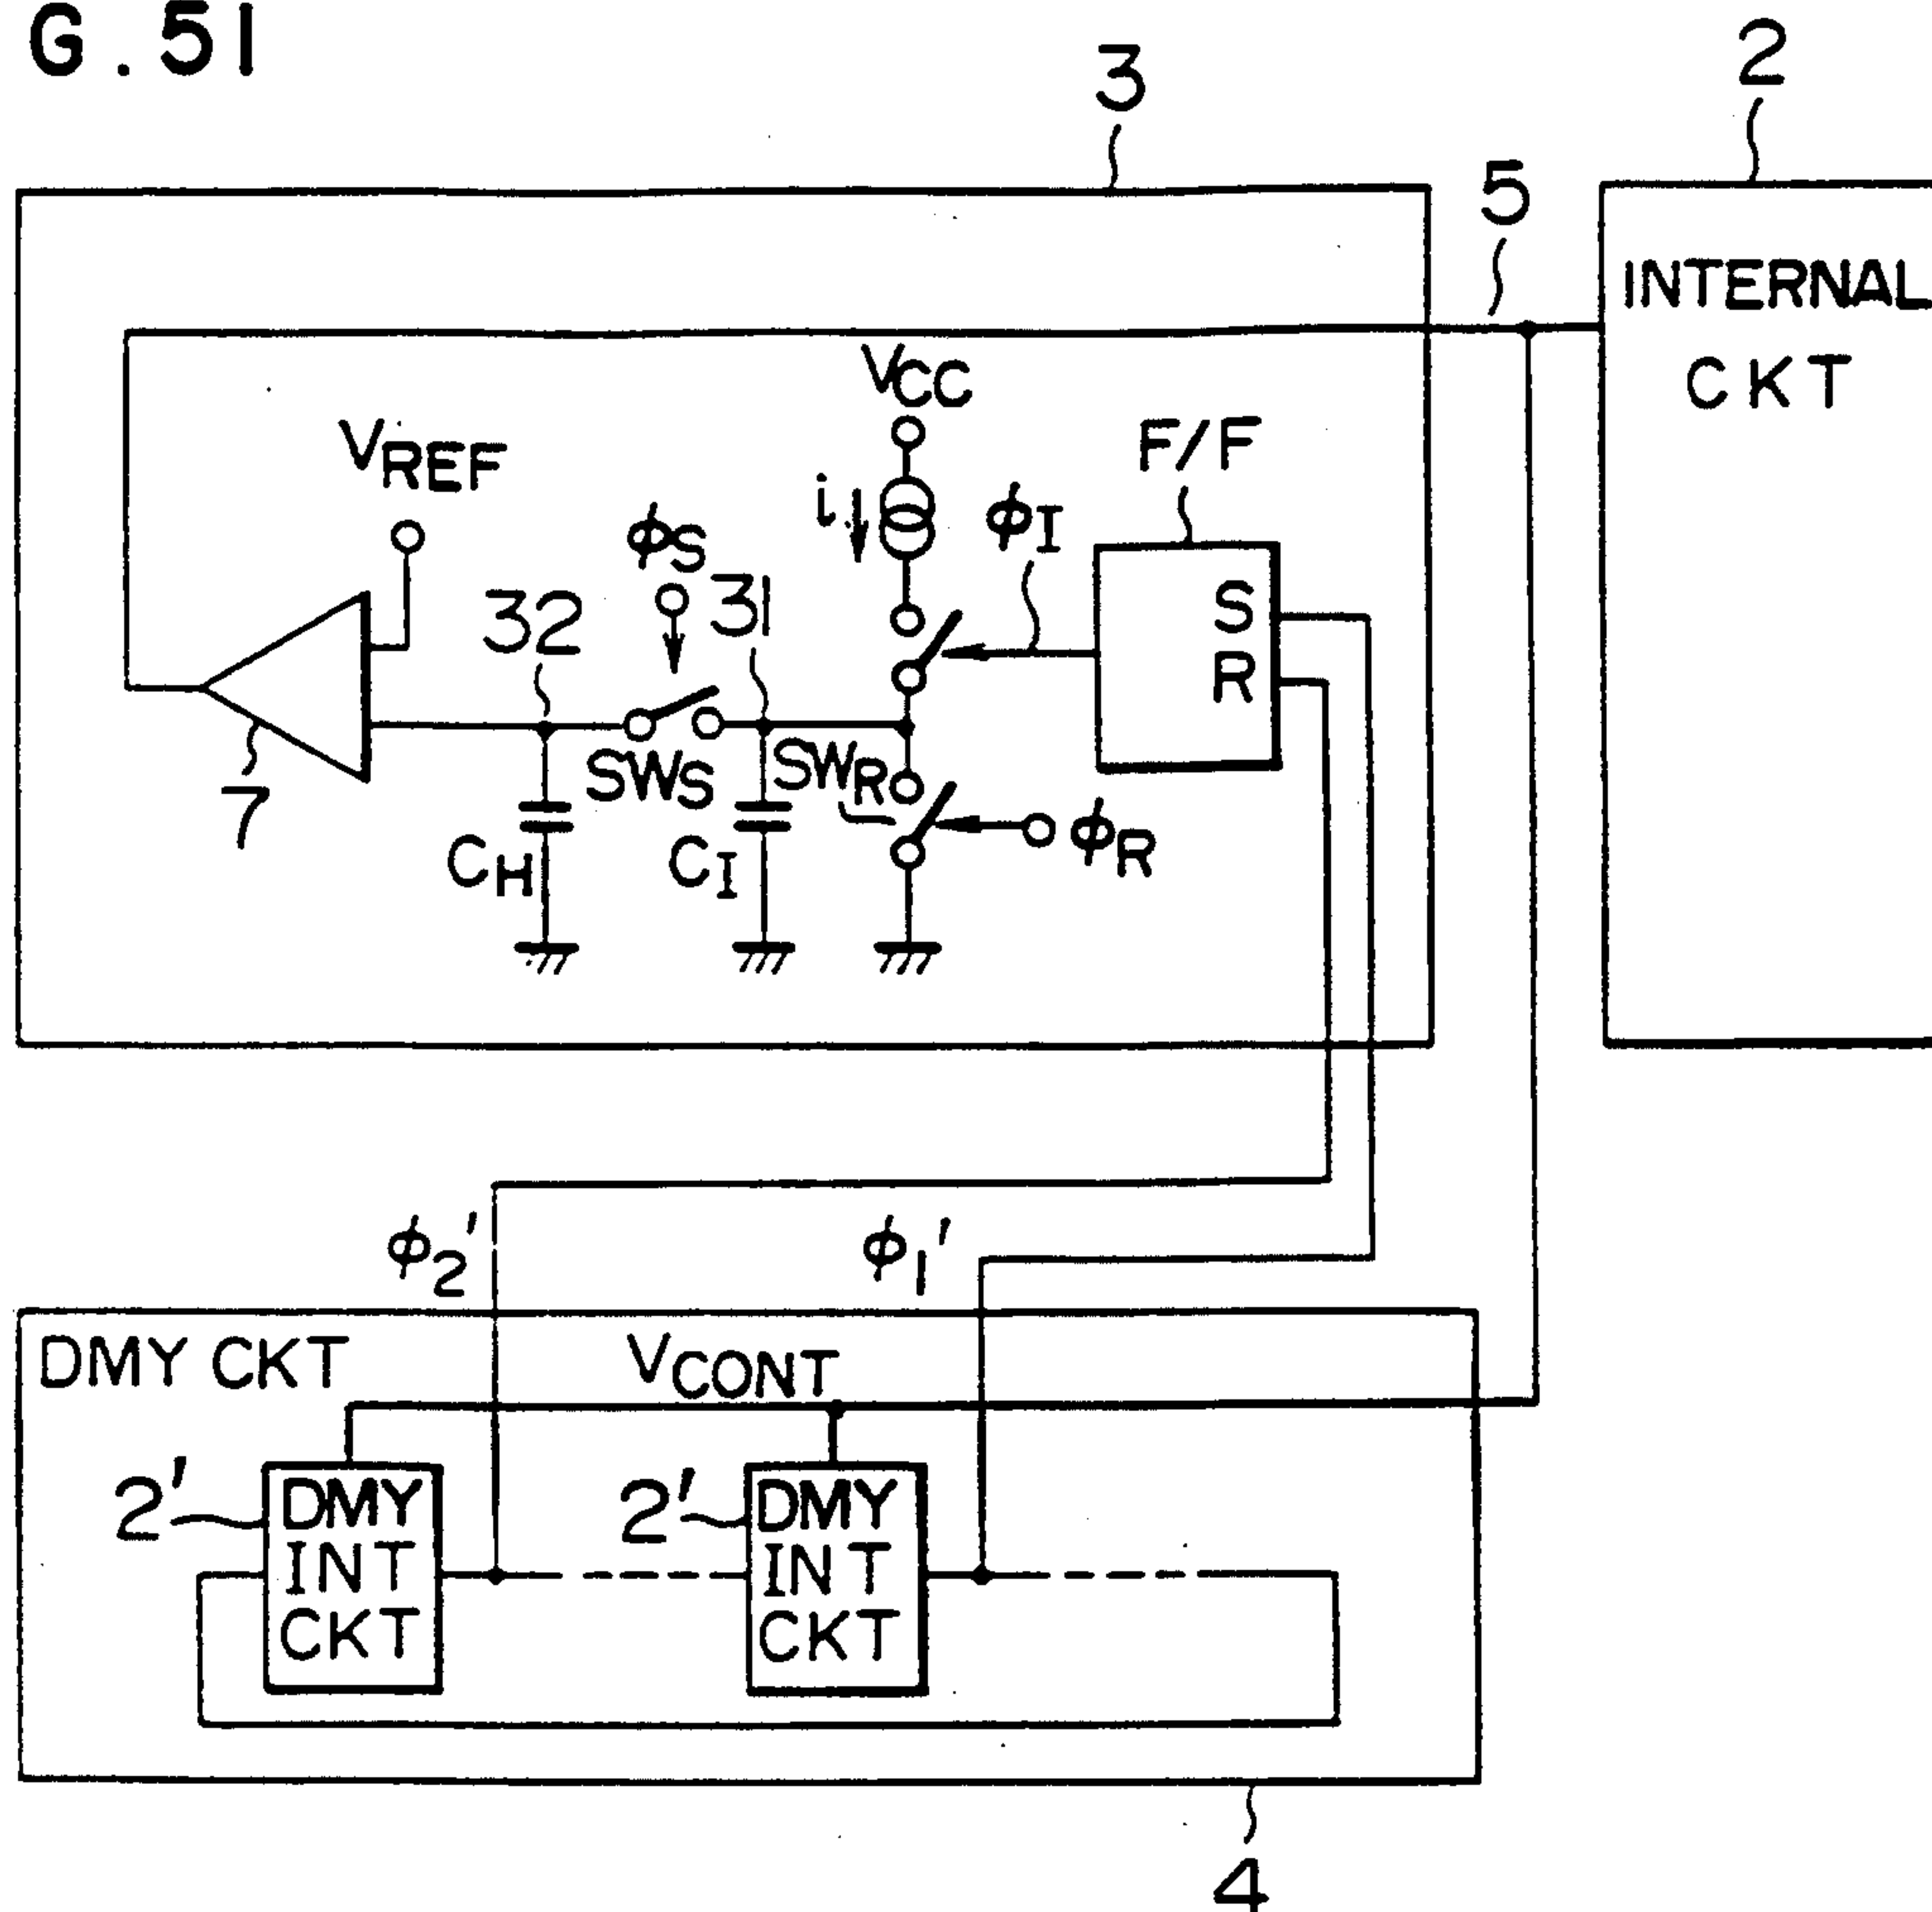 G.51
3
2
5
INTERNAL
CKT
VCC
VREF
F/F
i
ϕI
ϕS
31
32
S
R
SWS
SWR
7
CH
CI
ϕR
ϕ2'
ϕ1'
DMY CKT
VCONT
2'
DMY
INT
CKT
2'
DMY
INT
CKT
4